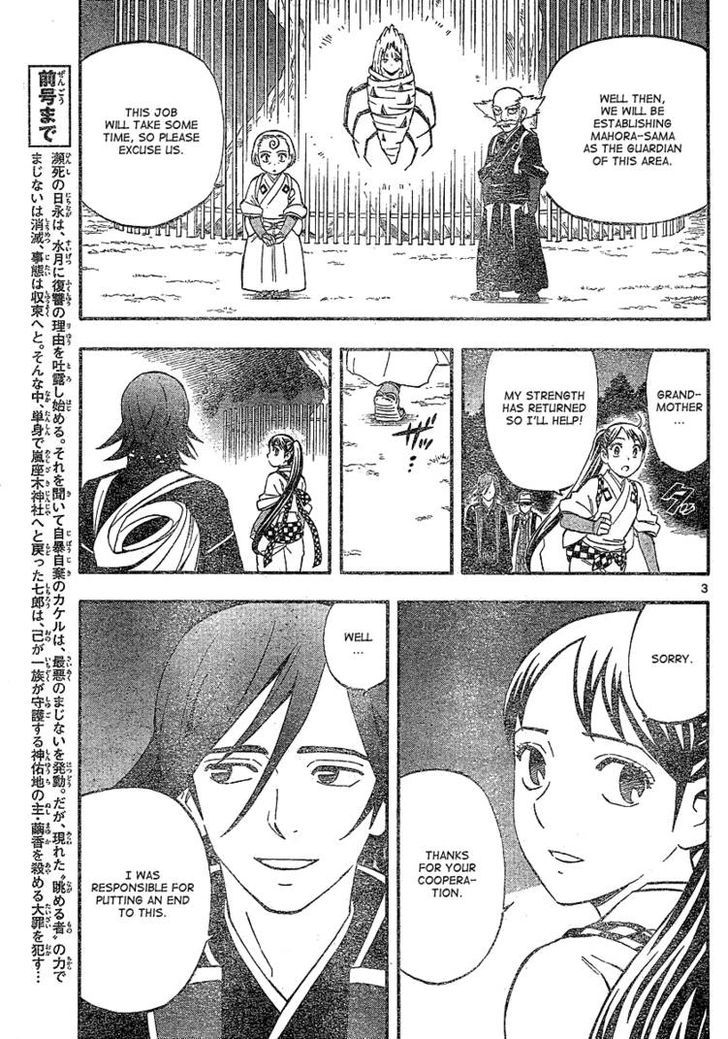 WELL THEN,
WE WILL BE
ESTABLISHING
MAHORA-SAMA
AS THE GUARDIAN
OF THIS AREA.
THIS JOB
WILL TAKE SOME
TIME, SO PLEASE
EXCUSE US.
GRAND-
MOTHER ...
MY STRENGTH
HAS RETURNED
SO I'LL HELP!
3
SORRY.
THANKS FOR
YOUR
COOPERA-
TION.
WELL
...
I WAS
RESPONSIBLE FOR
PUTTING AN END
TO THIS.
前号まで
瀕死の日永は、水月に復讐の理由を吐露し始める。それを聞いて自暴自棄のカケルは、最悪のまじないを発動。だが、現れた“眺める者”の力で
まじないは消滅、事態は収束へと。そんな中、単身で嵐座木神社へと戻った七郎は、己が一族が守護する神佑地の主・繭香を殺める大罪を犯す…